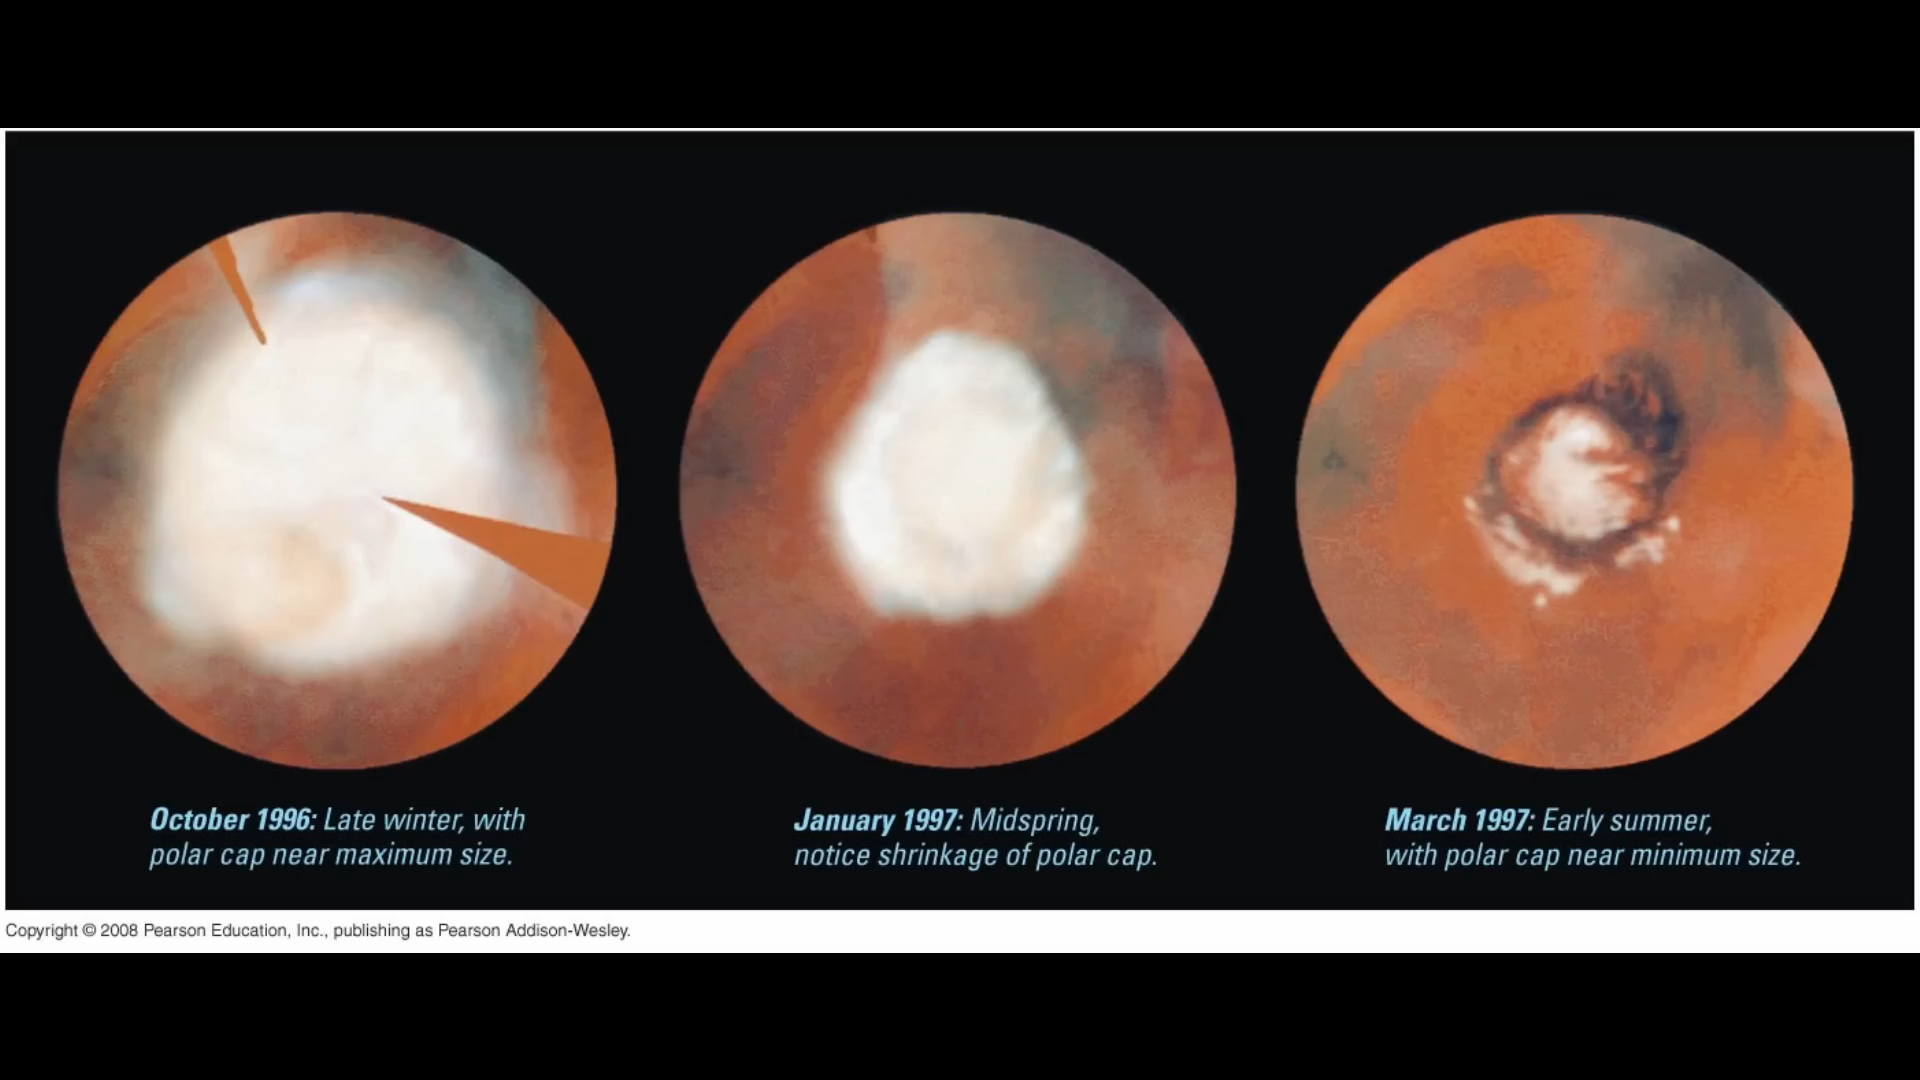 October 1996: Late winter, with
polar cap near maximum size.
January 1997: Midspring,
notice shrinkage of polar cap.
March 1997: Early summer,
with polar cap near minimum size.
Copyright © 2008 Pearson Education, Inc., publishing as Pearson Addison-Wesley.